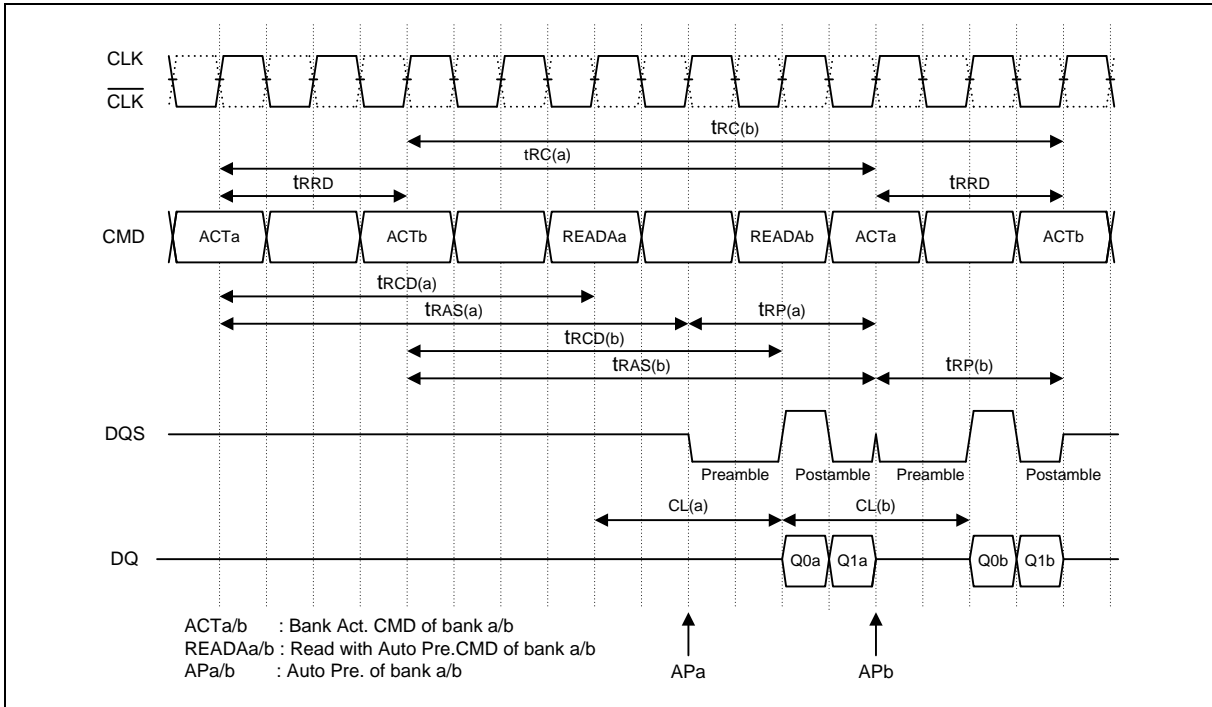 CLK
CLK
tRC(b)
tRC(a)
tRRD tRRD
CMD ACTa ACTb READAa READAb ACTa ACTb
tRCD(a)
tRAS(a) tRP(a)
tRCD(b)
tRAS(b) tRP(b)
DQS
Preamble Postamble Preamble Postamble
CL(a) CL(b)
DQ Q0a Q1a Q0b Q1b
ACTa/b : Bank Act. CMD of bank a/b
READAa/b : Read with Auto Pre.CMD of bank a/b
APa/b : Auto Pre. of bank a/b
APa APb